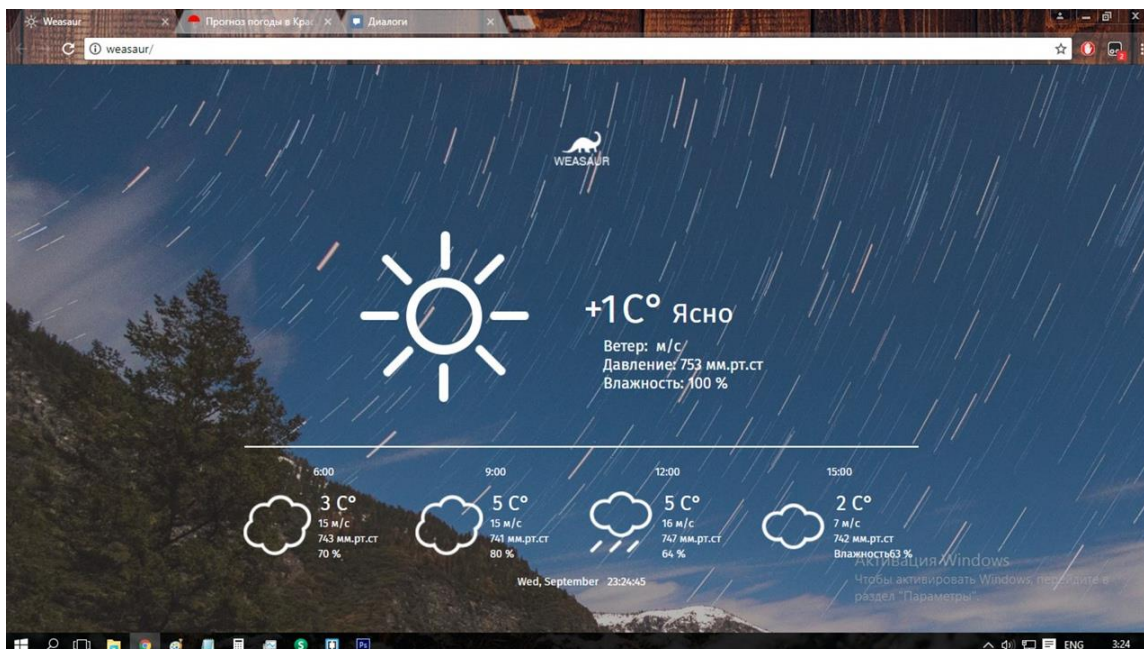 Weasaur
Прогноз погоды в Крас
Диалоги
weasaur/
WEASAUR
+1 C° Ясно
Ветер: м/с
Давление: 753 мм.рт.ст
Влажность: 100 %
6:00
3 C°
15 м/с
743 мм.рт.ст
70 %
9:00
5 C°
15 м/с
741 мм.рт.ст
80 %
12:00
5 C°
16 м/с
747 мм.рт.ст
64 %
15:00
2 C°
7 м/с
742 мм.рт.ст
Влажность63 %
Wed, September 23:24:45
Активация Windows
Чтобы активировать Windows, перейдите в
раздел "Параметры".
S
Ps
ENG
3:24